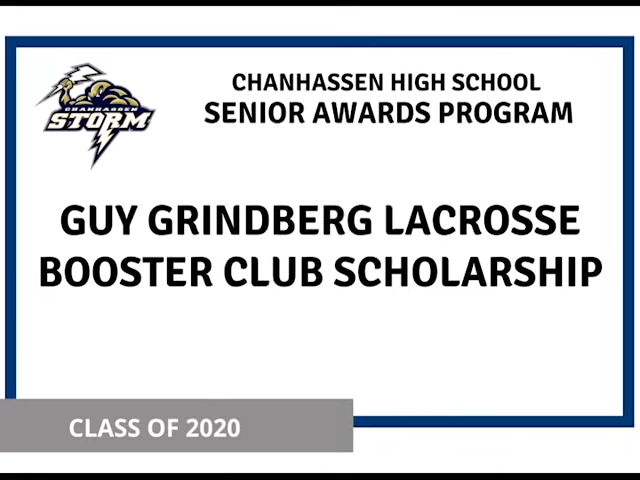 CHANHASSEN
STORM
CHANHASSEN HIGH SCHOOL
SENIOR AWARDS PROGRAM
GUY GRINDBERG LACROSSE
BOOSTER CLUB SCHOLARSHIP
CLASS OF 2020